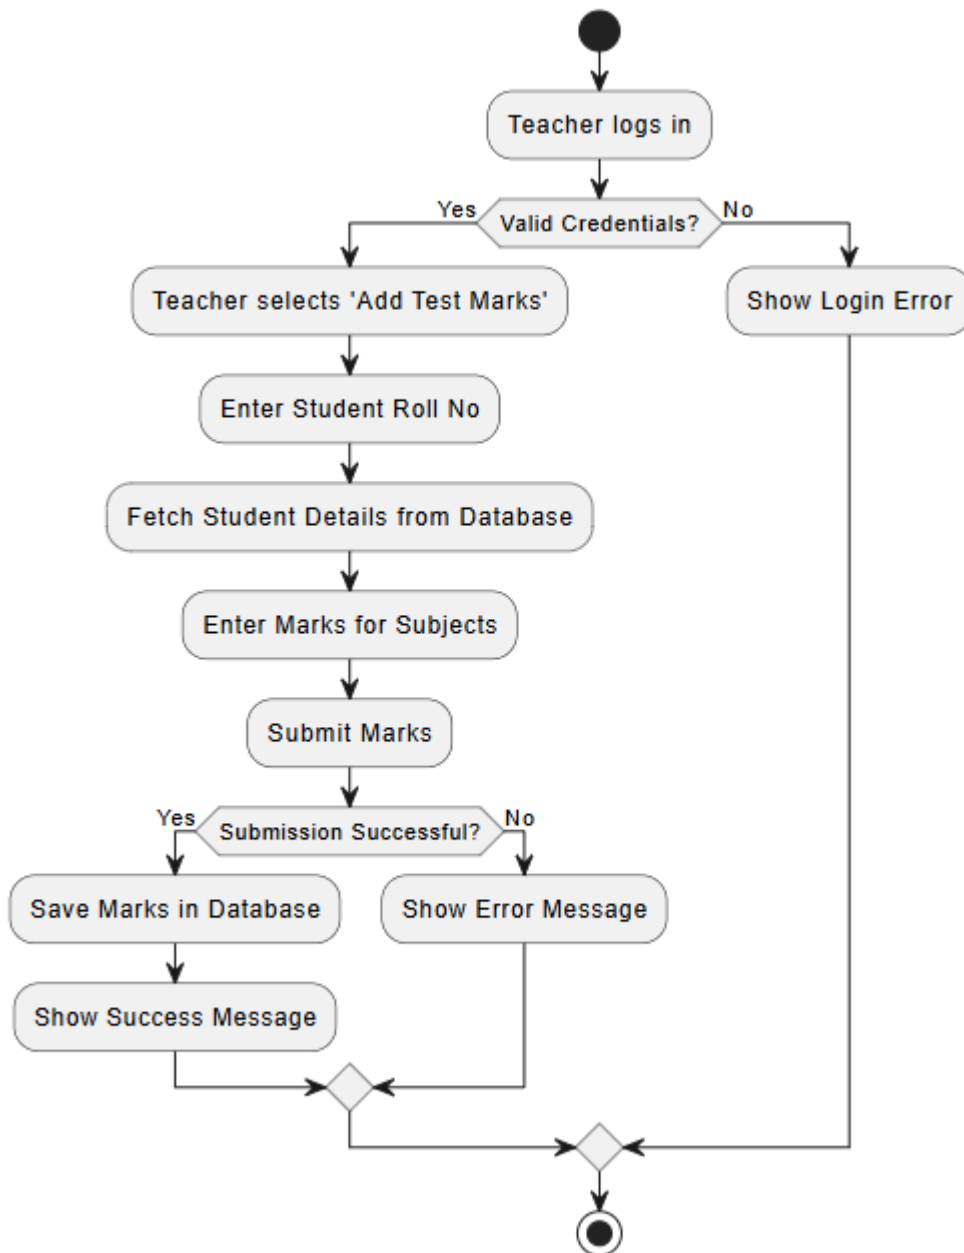 Teacher logs in
Yes
Valid Credentials?
No
Teacher selects 'Add Test Marks'
Show Login Error
Enter Student Roll No
Fetch Student Details from Database
Enter Marks for Subjects
Submit Marks
Yes
Submission Successful?
No
Save Marks in Database
Show Error Message
Show Success Message